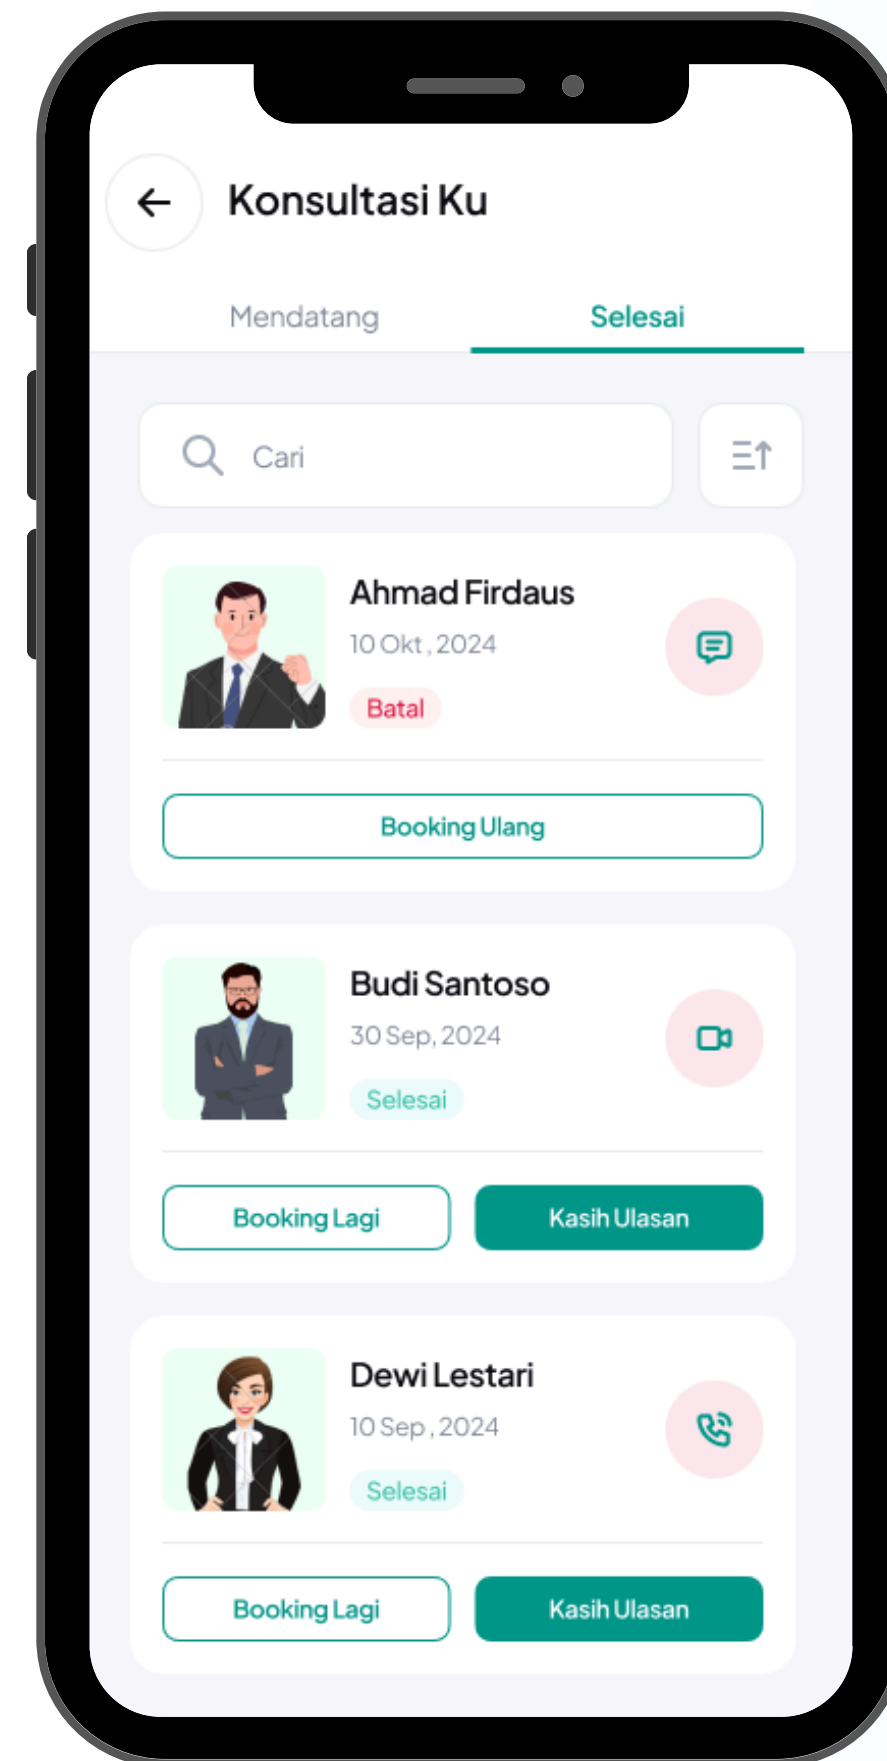 Konsultasi Ku
Mendatang
Selesai
Cari
Ahmad Firdaus
10 Okt , 2024
Batal
Booking Ulang
Budi Santoso
30 Sep, 2024
Selesai
Booking Lagi
Kasih Ulasan
Dewi Lestari
10 Sep , 2024
Selesai
Booking Lagi
Kasih Ulasan